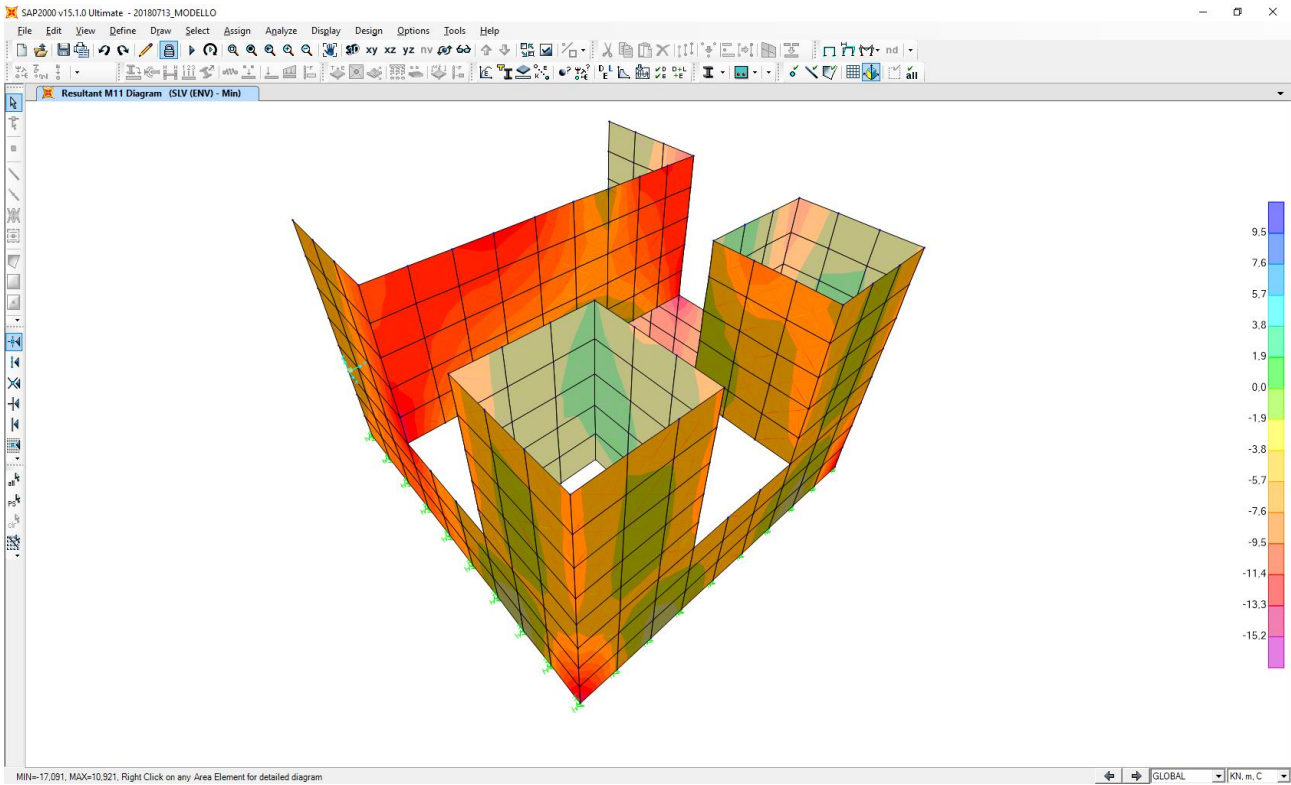 SAP2000 v15.1.0 Ultimate - 20180713_MODELLO
File Edit View Define Draw Select Assign Analyze Display Design Options Tools Help
xy xz yz nv nd
all
Resultant M11 Diagram (SLV (ENV) - Min)
9.5
7.6
5.7
3.8
1.9
0.0
-1.9
-3.8
-5.7
-7.6
-9.5
-11.4
-13.3
-15.2
all
PS
clr
MIN=-17,091, MAX=10,921, Right Click on any Area Element for detailed diagram
GLOBAL
KN, m, C